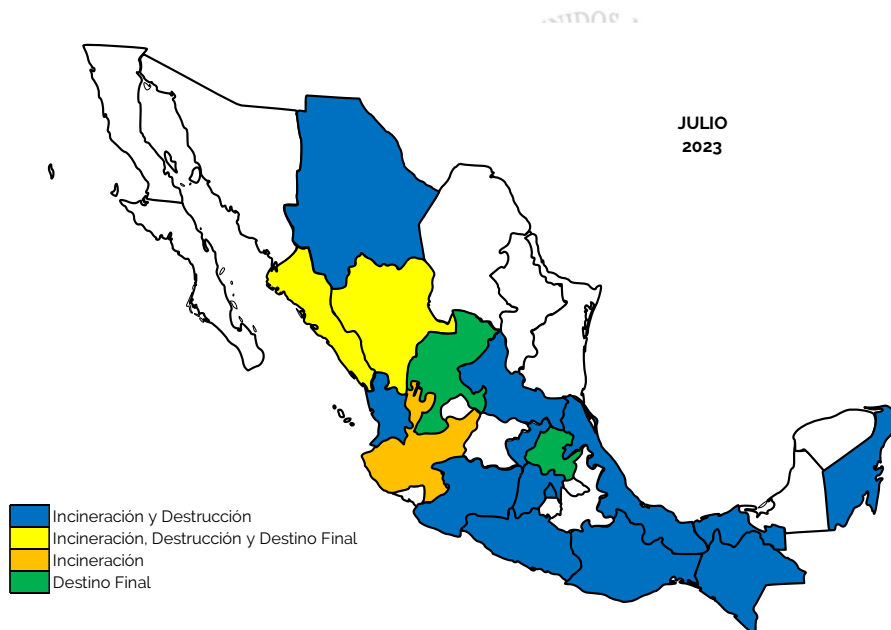 JULIO
2023
Incineración y Destrucción
Incineración, Destrucción y Destino Final
Incineración
Destino Final